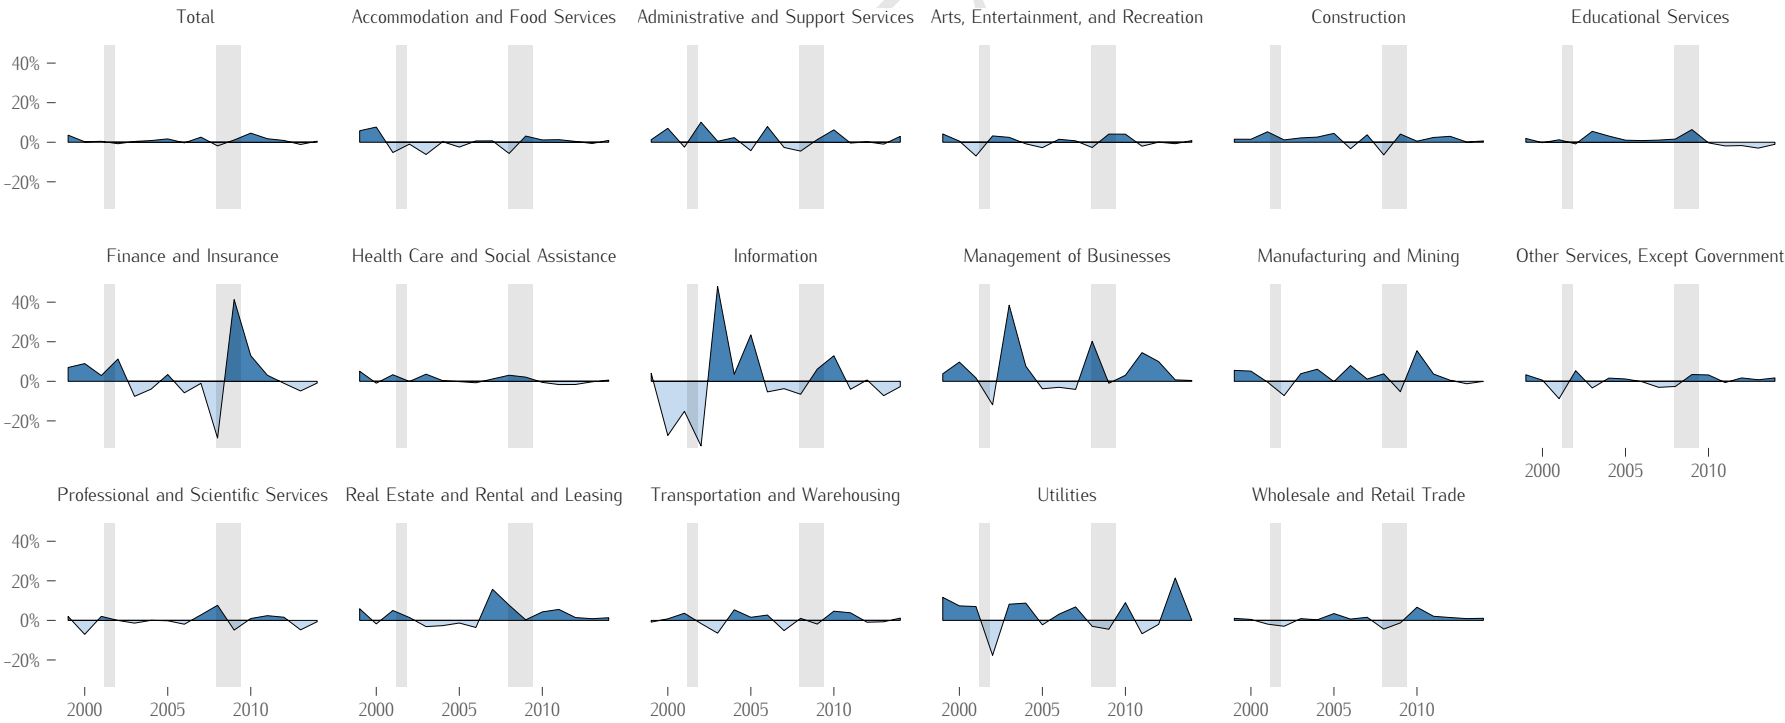 Total Accommodation and Food Services Administrative and Support Services Arts, Entertainment, and Recreation Construction Educational Services
40%
20%
0%
−20%
Finance and Insurance Health Care and Social Assistance Information Management of Businesses Manufacturing and Mining Other Services, Except Government
40%
20%
0%
−20%
2000 2005 2010
Professional and Scientific Services Real Estate and Rental and Leasing Transportation and Warehousing Utilities Wholesale and Retail Trade
40%
20%
0%
−20%
2000 2005 2010 2000 2005 2010 2000 2005 2010 2000 2005 2010 2000 2005 2010